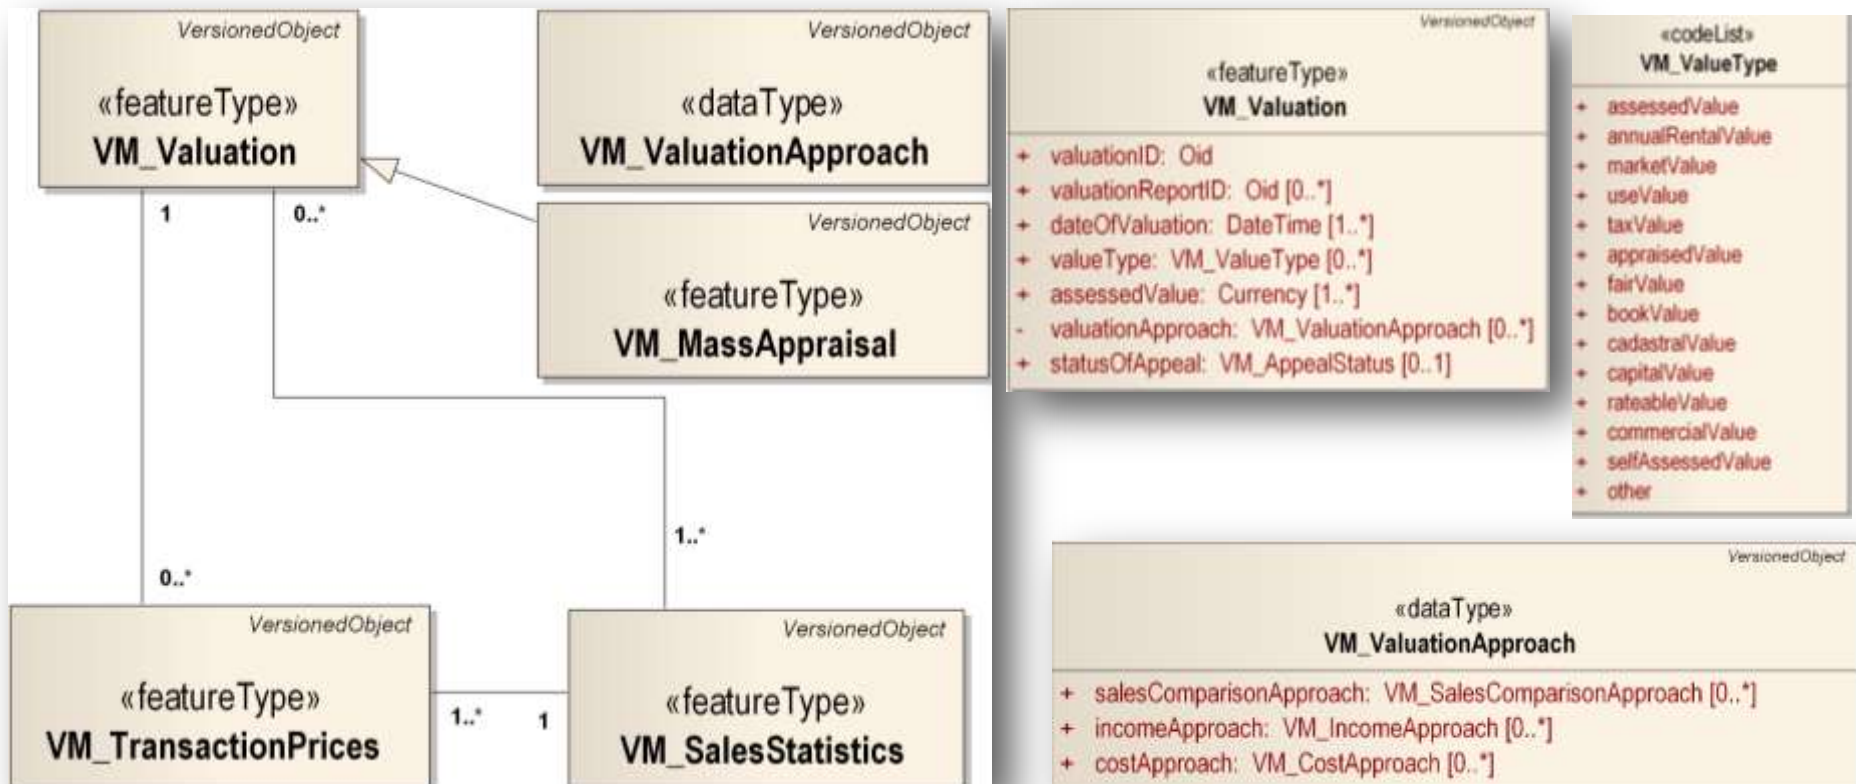 VersionedObject
«featureType»
VM_Valuation
VersionedObject
«dataType»
VM_ValuationApproach
VersionedObject
«featureType»
VM_MassAppraisal
1
0..*
1..*
0..*
VersionedObject
«featureType»
VM_TransactionPrices
1..*
1
VersionedObject
«featureType»
VM_SalesStatistics
VersionedObject
«featureType»
VM_Valuation
+ valuationID: Oid
+ valuationReportID: Oid [0..*]
+ dateOfValuation: DateTime [1..*]
+ valueType: VM_ValueType [0..*]
+ assessedValue: Currency [1..*]
- valuationApproach: VM_ValuationApproach [0..*]
+ statusOfAppeal: VM_AppealStatus [0..1]
«codeList»
VM_ValueType
+ assessedValue
+ annualRentalValue
+ marketValue
+ useValue
+ taxValue
+ appraisedValue
+ fairValue
+ bookValue
+ cadastralValue
+ capitalValue
+ rateableValue
+ commercialValue
+ selfAssessedValue
+ other
VersionedObject
«dataType»
VM_ValuationApproach
+ salesComparisonApproach: VM_SalesComparisonApproach [0..*]
+ incomeApproach: VM_IncomeApproach [0..*]
+ costApproach: VM_CostApproach [0..*]